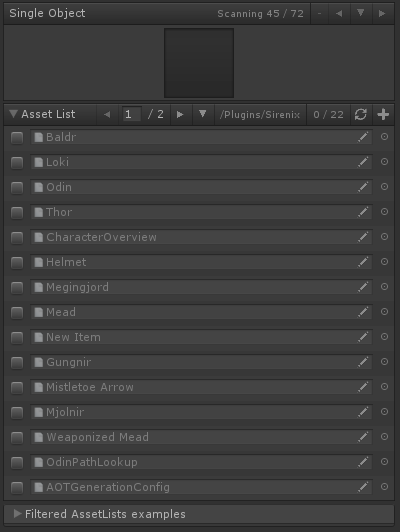 Single Object Scanning 45 / 72 -
Asset List 1 / 2 /Plugins/Sirenix 0 / 22
Baldr
Loki
Odin
Thor
CharacterOverview
Helmet
Megingjord
Mead
New Item
Gungnir
Mistletoe Arrow
Mjolnir
Weaponized Mead
OdinPathLookup
AOTGenerationConfig
Filtered AssetLists examples